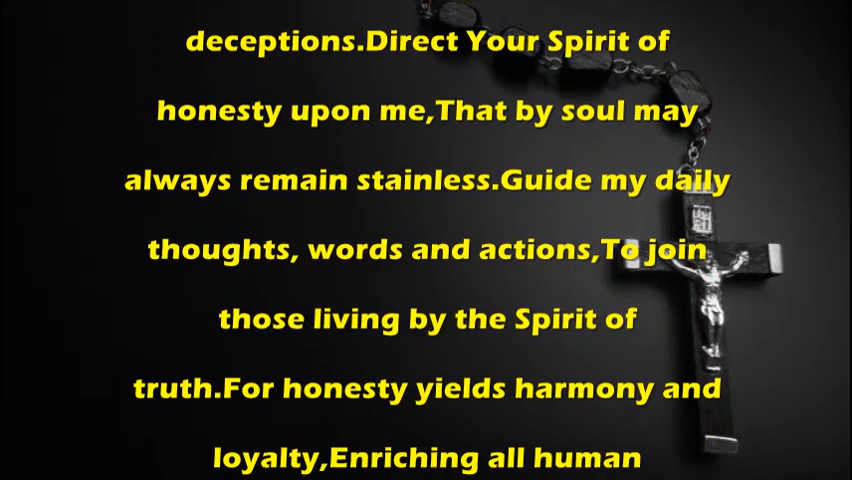 deceptions.Direct Your Spirit of
honesty upon me,That by soul may
always remain stainless.Guide my daily
thoughts, words and actions,To join
those living by the Spirit of
truth.For honesty yields harmony and
loyalty,Enriching all human